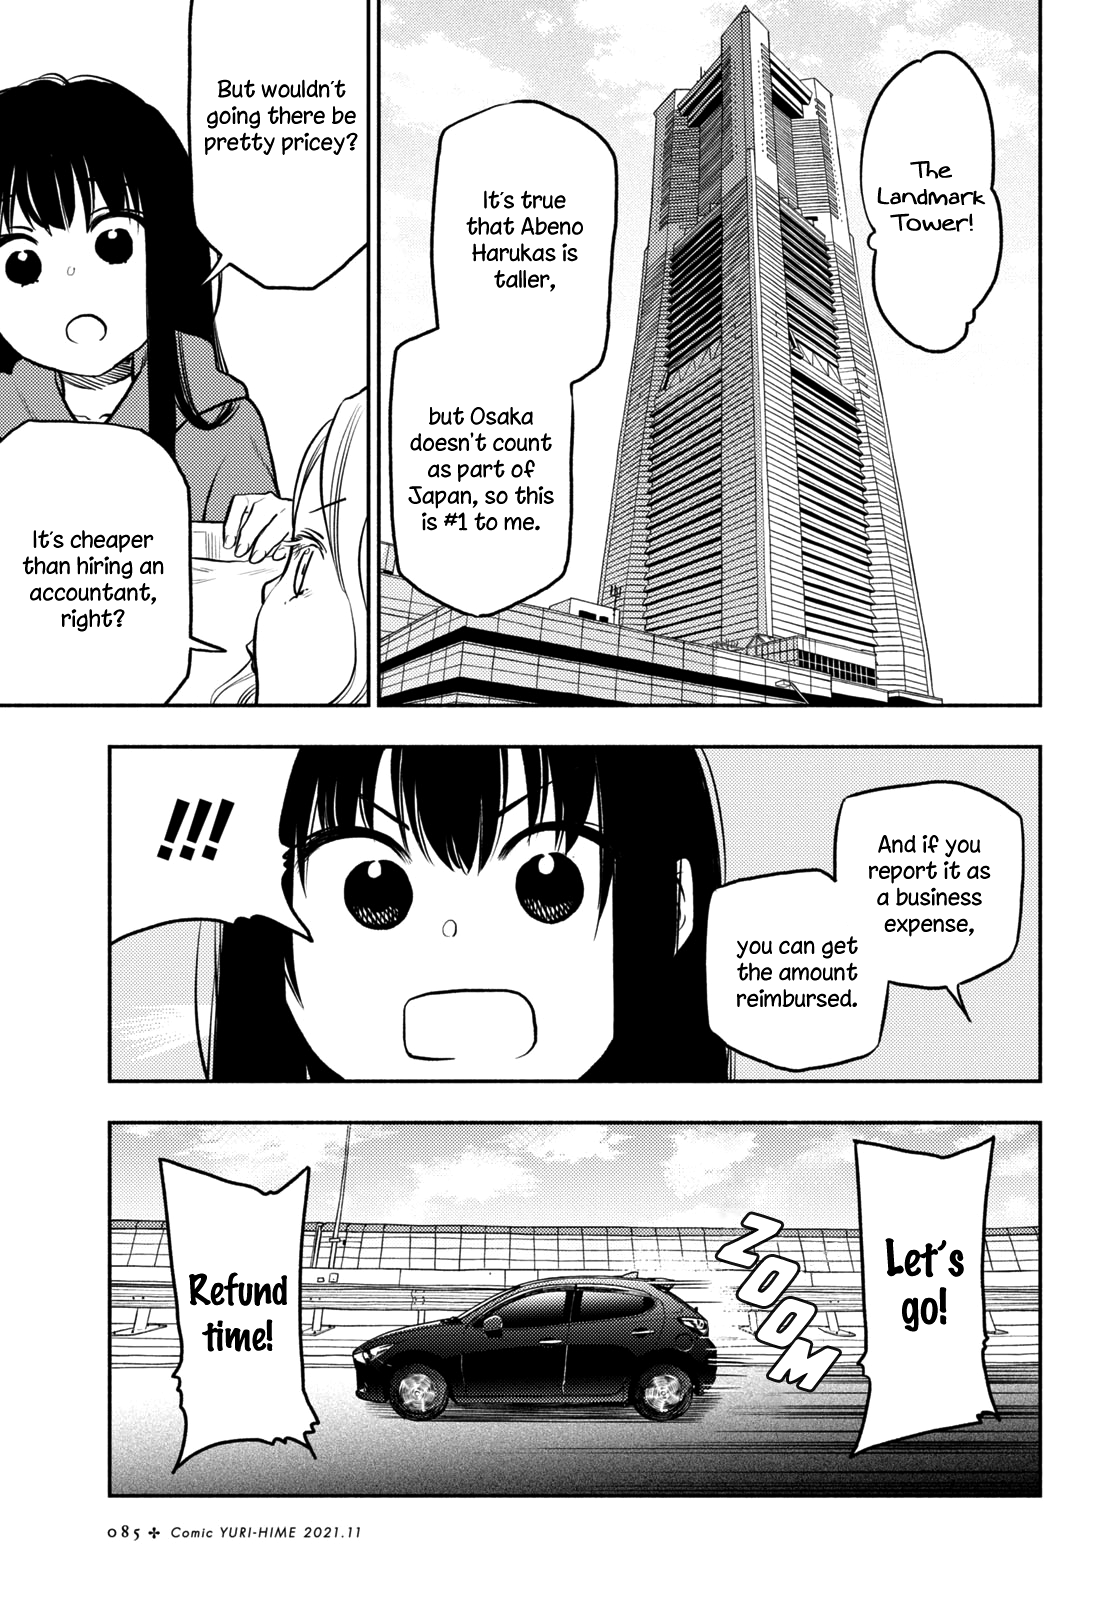 The
Landmark
Tower!
It's true
that Abeno
Harukas is
taller,
but Osaka
doesn't count
as part of
Japan, so this
is #1 to me.
But wouldn't
going there be
pretty pricey?
It's cheaper
than hiring an
accountant,
right?
And if you
report it as
a business
expense,
you can get
the amount
reimbursed.
!!!
Let's
go!
ZOOM
Refund
time!
085 ✣ Comic YURI-HIME 2021.11